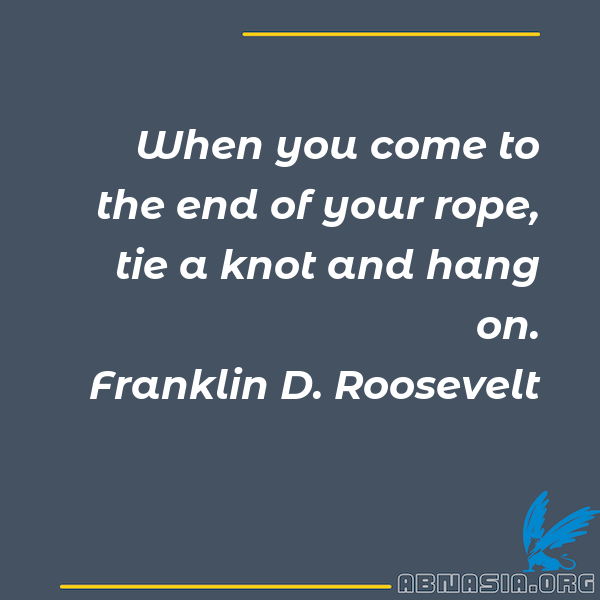 When you come to
the end of your rope,
tie a knot and hang
on.
Franklin D. Roosevelt
ABNASIA.ORG